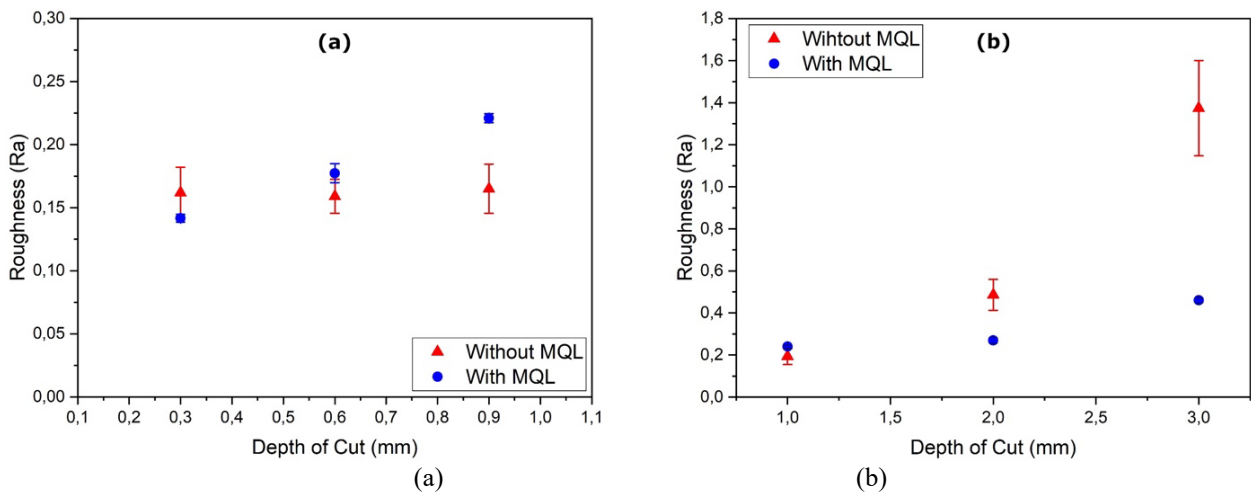 (a)
0,30
0,25
0,20
0,15
0,10
0,05
0,00
Roughness (Ra)
Without MQL
With MQL
0,1 0,2 0,3 0,4 0,5 0,6 0,7 0,8 0,9 1,0 1,1
Depth of Cut (mm)
(a)
(b)
1,8
1,6
1,4
1,2
1,0
0,8
0,6
0,4
0,2
0,0
Roughness (Ra)
Wihtout MQL
With MQL
1,0 1,5 2,0 2,5 3,0
Depth of Cut (mm)
(b)